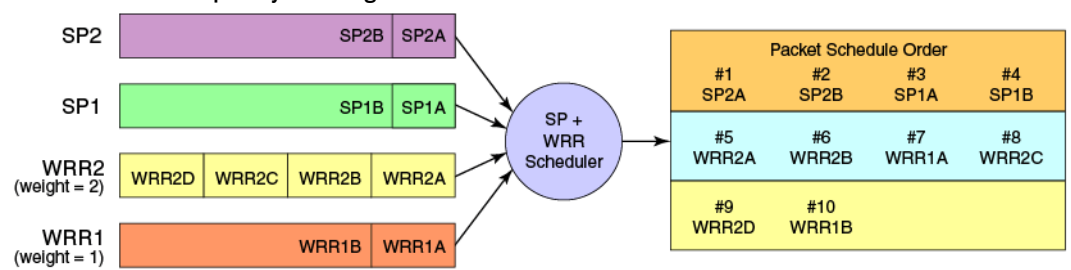 SP2
SP2B
SP2A
SP1
SP1B
SP1A
WRR2
(weight = 2)
WRR2D
WRR2C
WRR2B
WRR2A
WRR1
(weight = 1)
WRR1B
WRR1A
SP +
WRR
Scheduler
Packet Schedule Order
#1 #2 #3 #4
SP2A SP2B SP1A SP1B
#5 #6 #7 #8
WRR2A WRR2B WRR1A WRR2C
#9 #10
WRR2D WRR1B